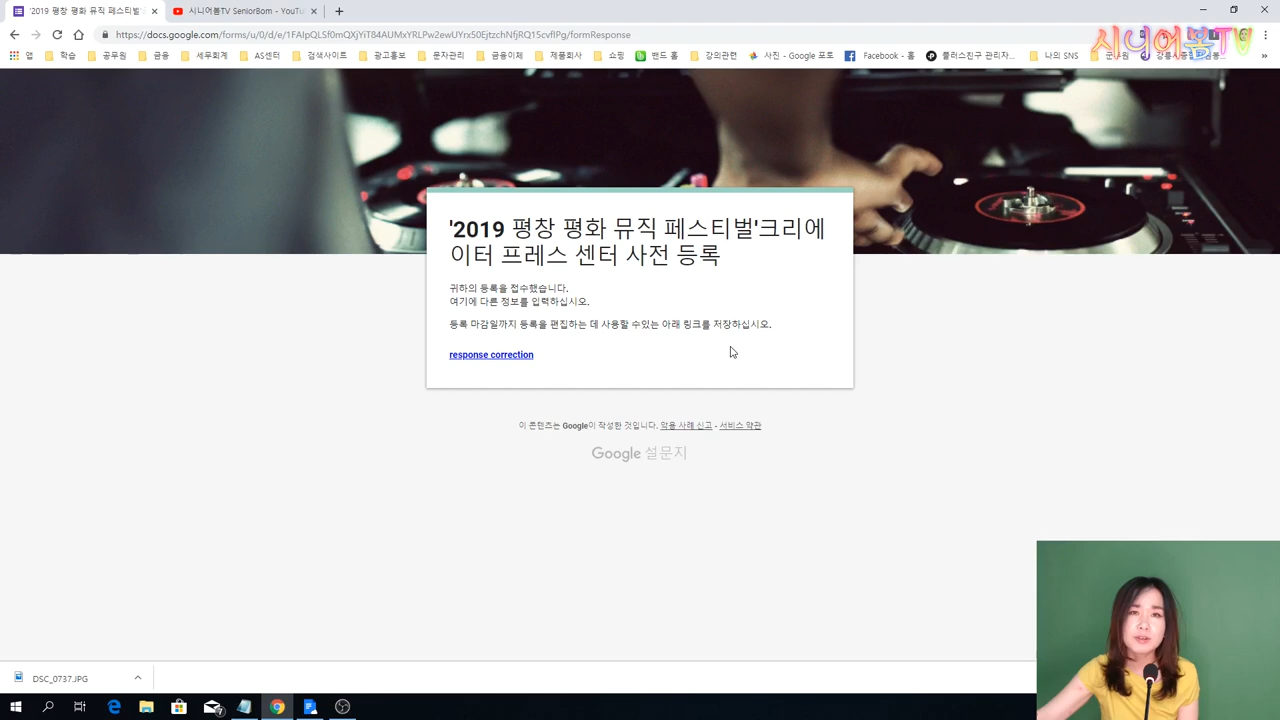 '2019 평창 평화 뮤직 페스티벌'크
시니어봄TV SeniorBom - YouTu
https://docs.google.com/forms/u/0/d/e/1FAIpQLSf0mQXjYiT84AUMxYRLPwzewUYrx50EjtzchNfjRQ15cvfIPg/formResponse
시니어봄TV
앱 학습 공무원 금융 세무회계 AS센터 검색사이트 광고홍보 문자관리 금융이체 제품회사 쇼핑 밴드 홈 강의관련 사진 - Google 포토 Facebook - 홈 플러스친구 관리자... 나의 SNS 군무원
'2019 평창 평화 뮤직 페스티벌'크리에
이터 프레스 센터 사전 등록
귀하의 등록을 접수했습니다.
여기에 다른 정보를 입력하십시오.
등록 마감일까지 등록을 편집하는 데 사용할 수있는 아래 링크를 저장하십시오.
response correction
이 콘텐츠는 Google이 작성한 것입니다. 악용 사례 신고 - 서비스 약관
Google 설문지
DSC_0737.JPG